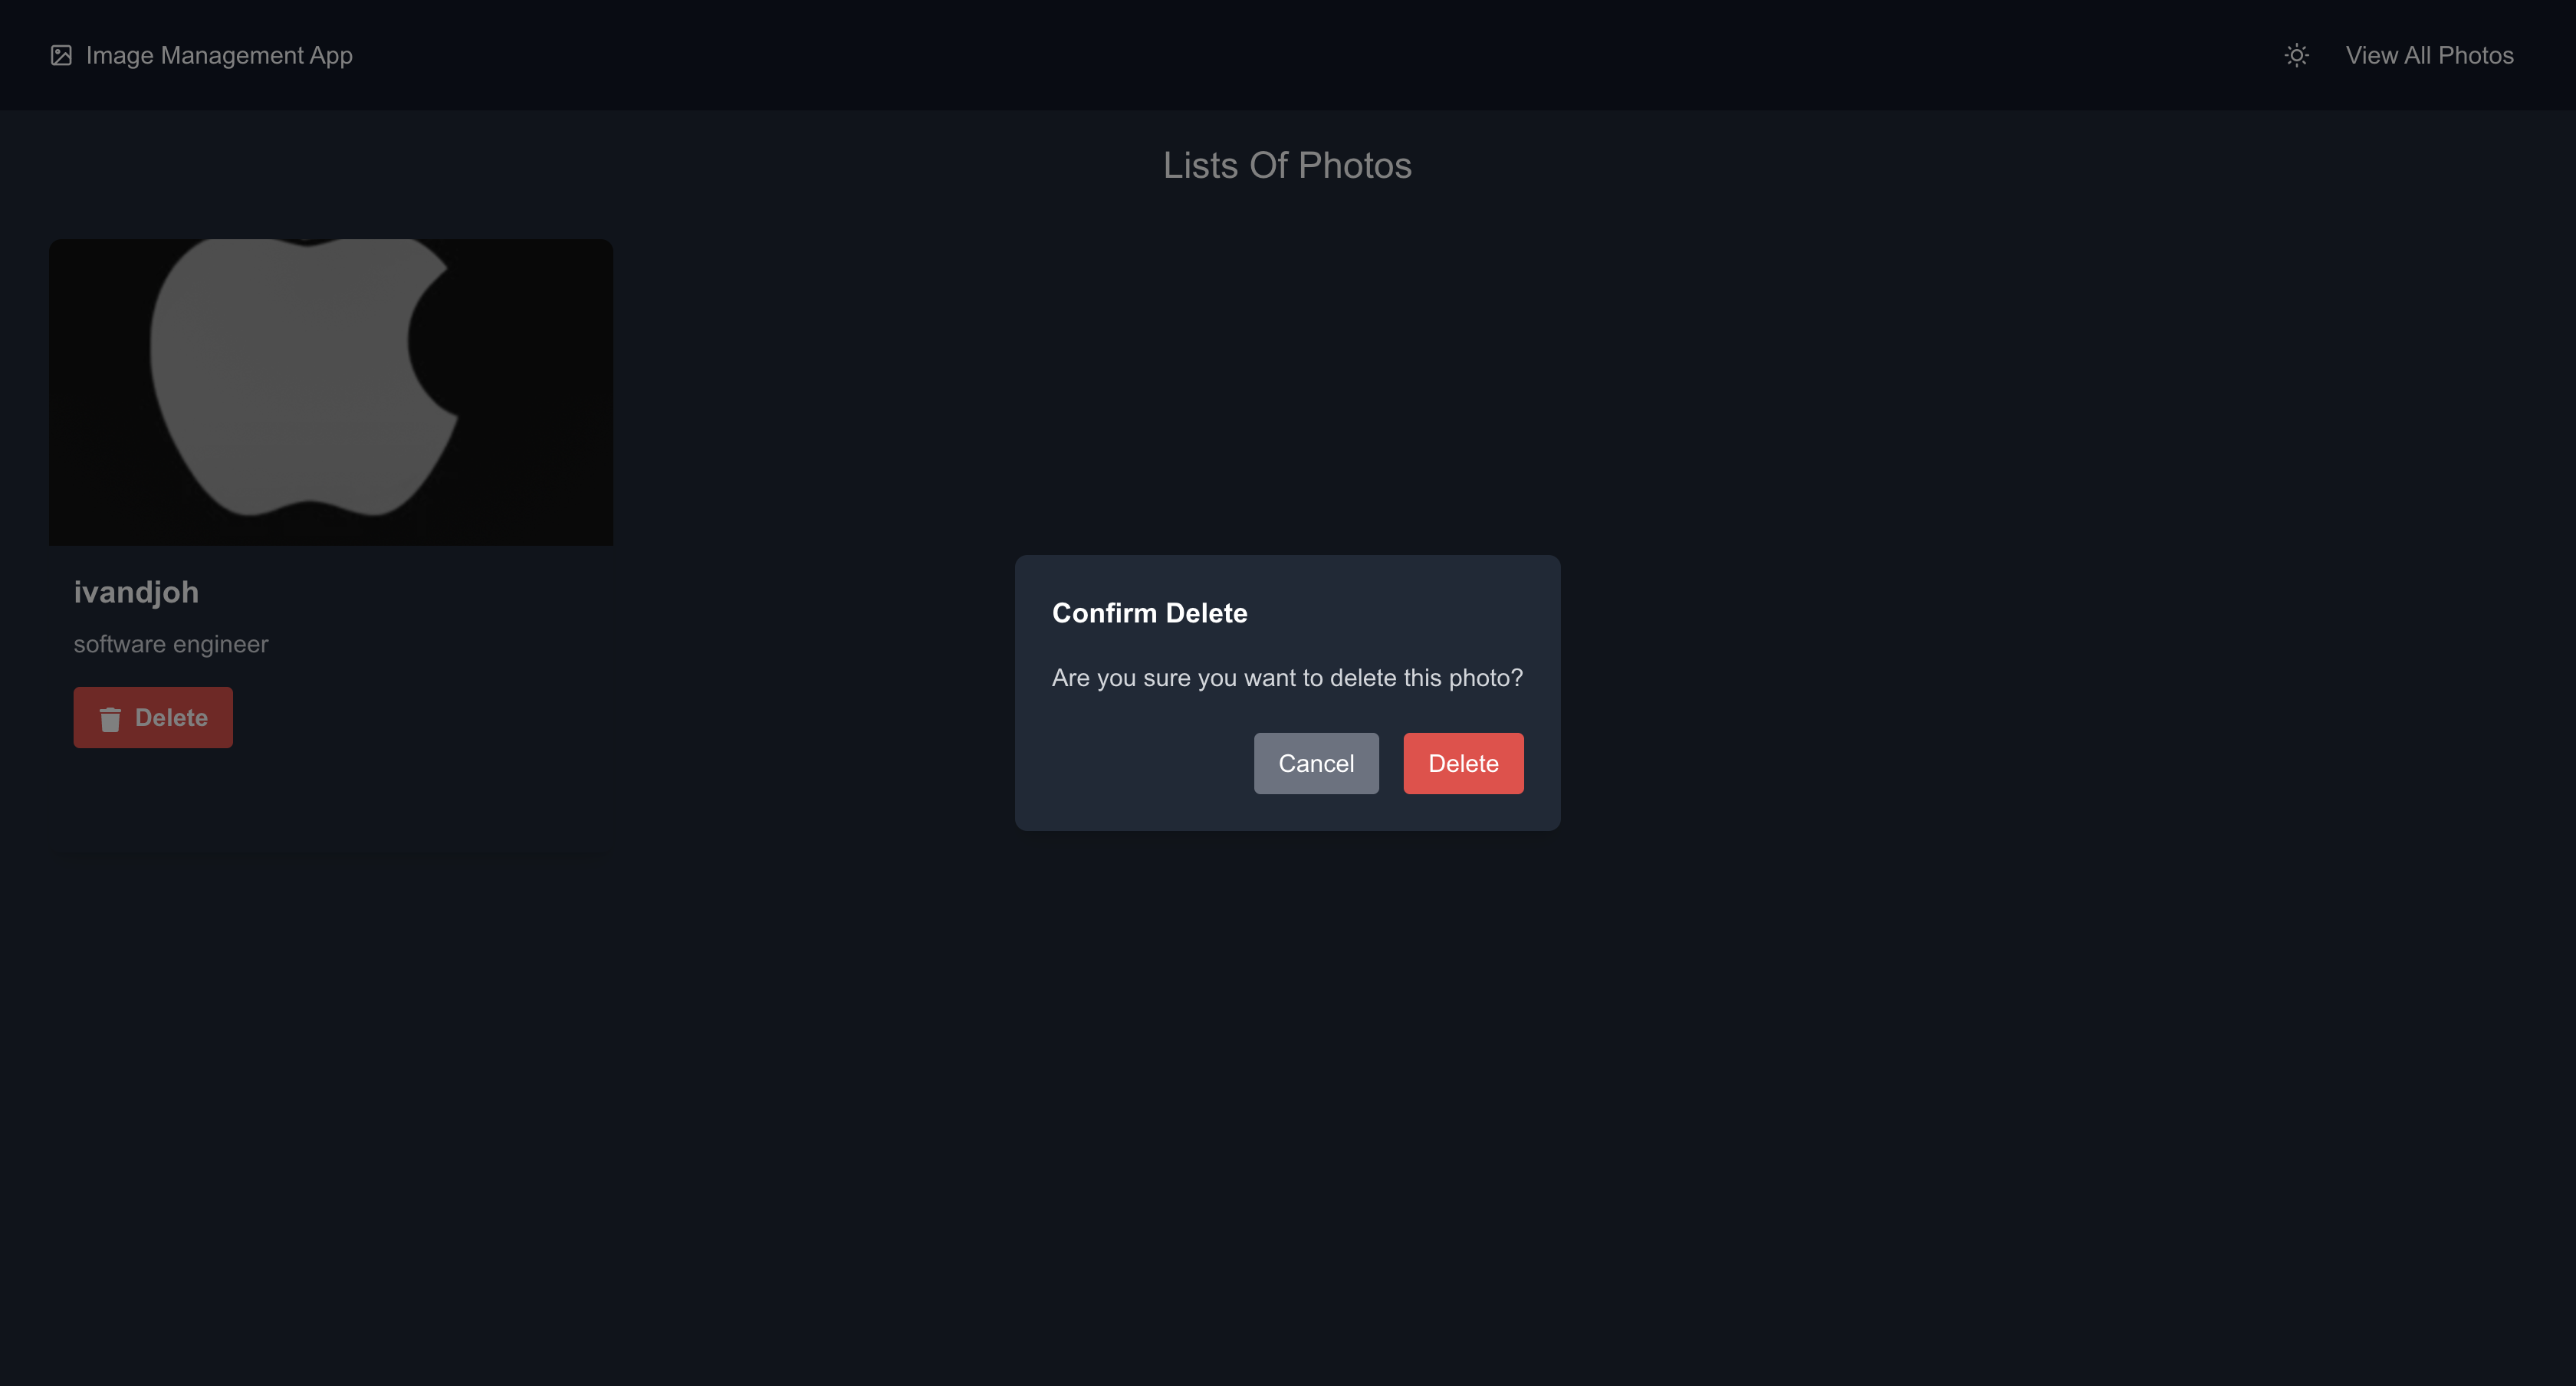 Image Management App
View All Photos
Lists Of Photos
ivandjoh
software engineer
Delete
Confirm Delete
Are you sure you want to delete this photo?
Cancel
Delete